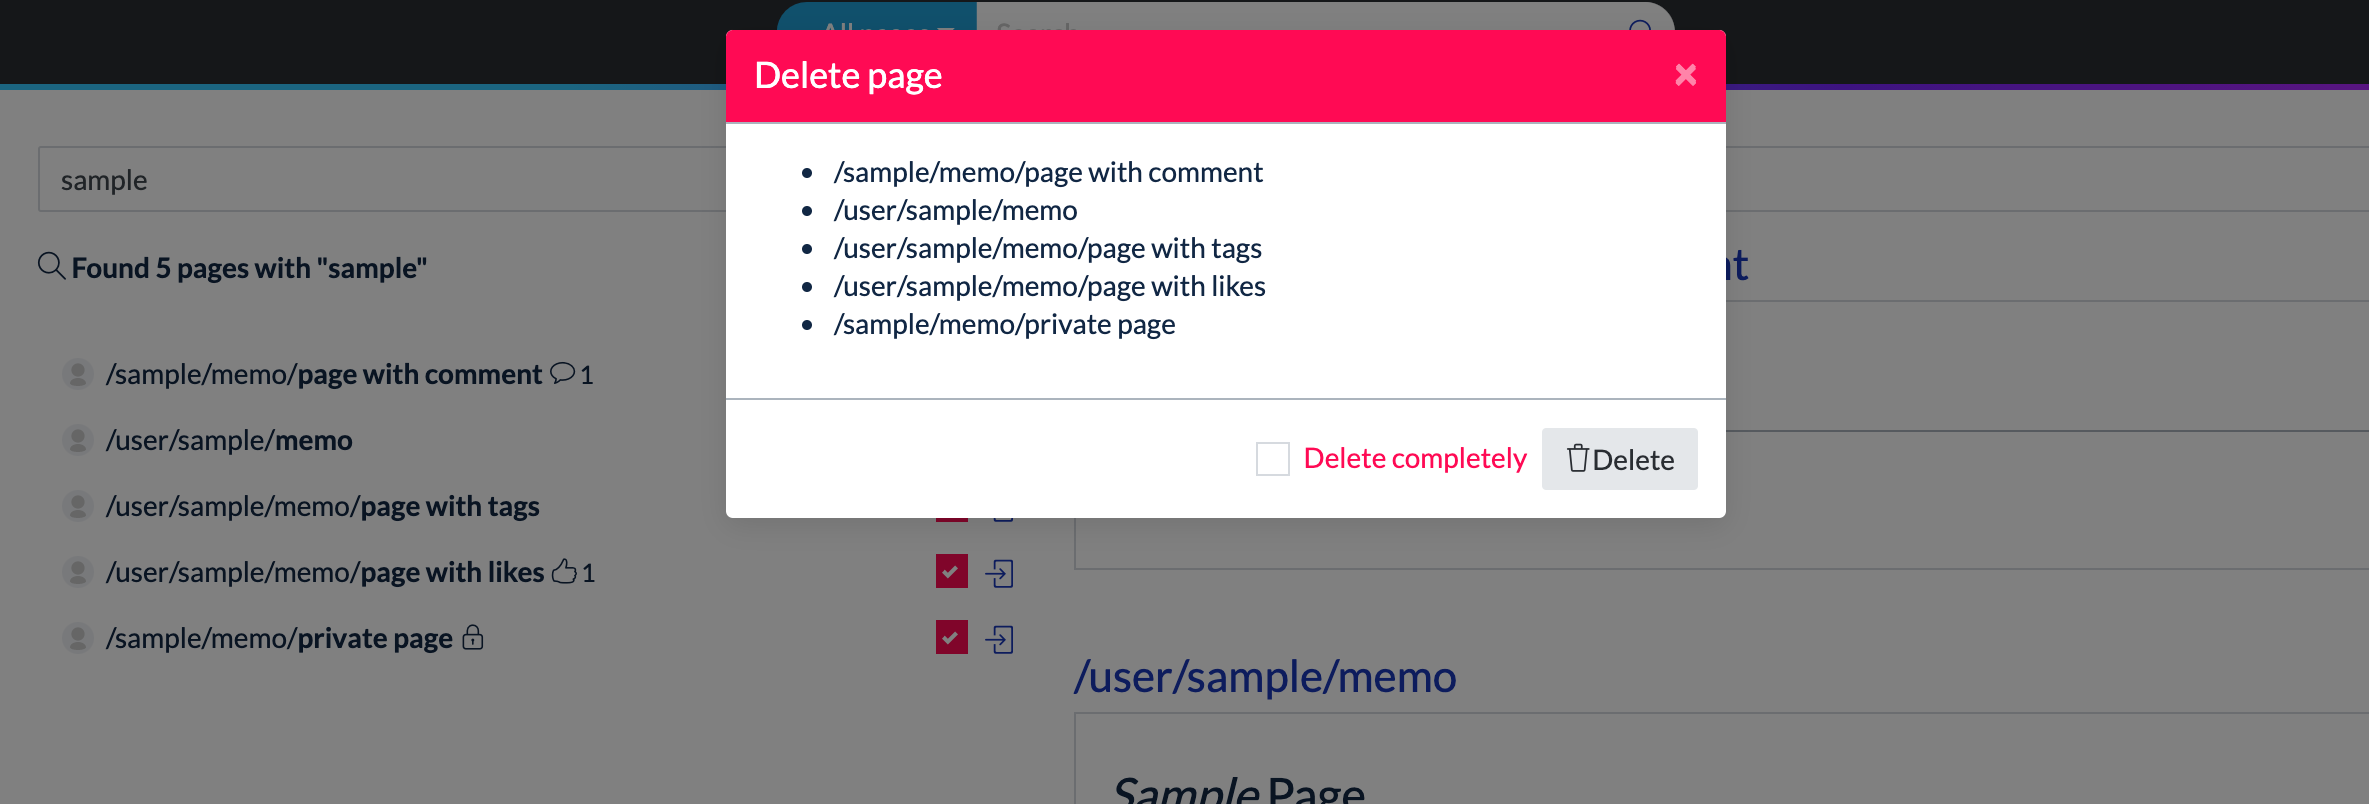 Delete page
/sample/memo/page with comment
/user/sample/memo
/user/sample/memo/page with tags
/user/sample/memo/page with likes
/sample/memo/private page
Delete completely
Delete
sample
Found 5 pages with "sample"
/sample/memo/page with comment 1
/user/sample/memo
/user/sample/memo/page with tags
/user/sample/memo/page with likes 1
/sample/memo/private page
/user/sample/memo
Sample Page